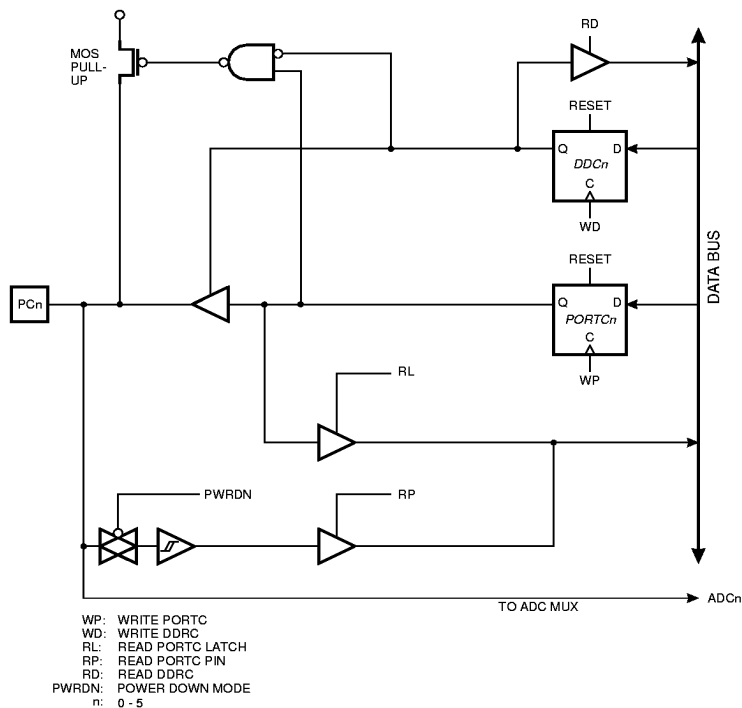 RD
MOS
PULL-
UP
RESET
Q D
DDCn
C
WD
DATA BUS
RESET
PCn
Q D
PORTCn
C
WP
RL
PWRDN
RP
ADCn
TO ADC MUX
WP: WRITE PORTC
WD: WRITE DDRC
RL: READ PORTC LATCH
RP: READ PORTC PIN
RD: READ DDRC
PWRDN: POWER DOWN MODE
n: 0 - 5